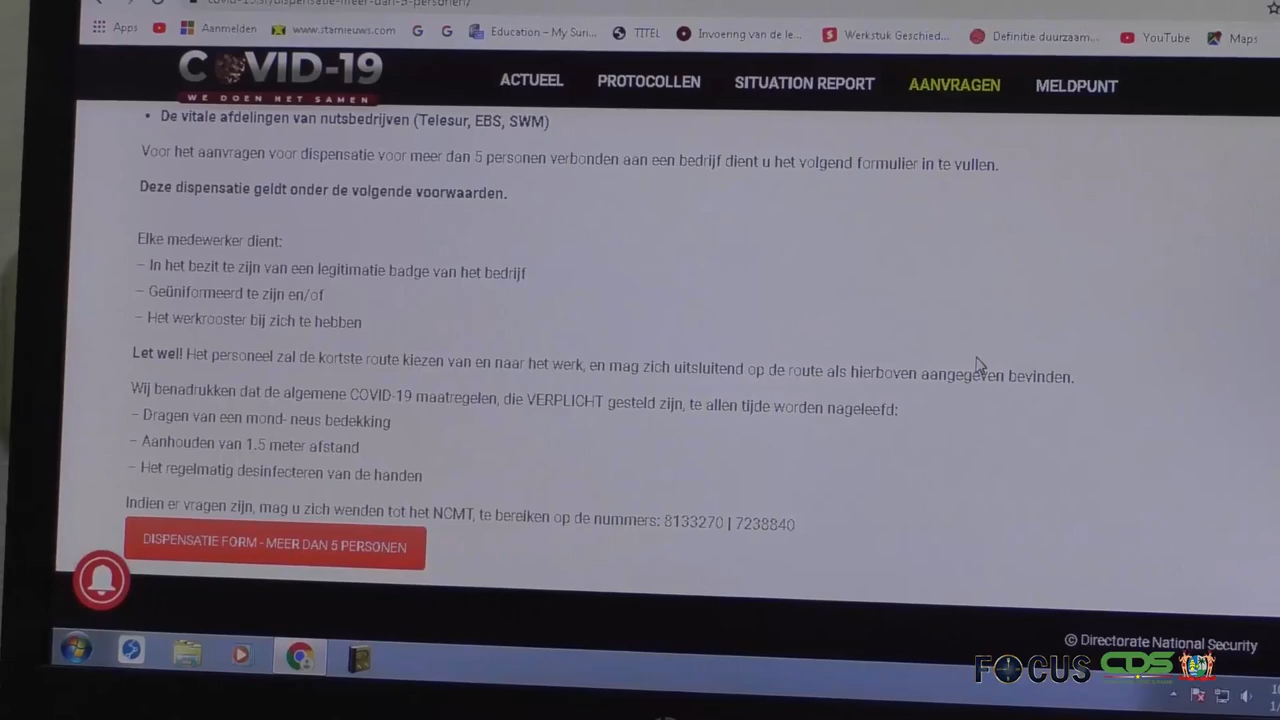 Apps Aanmelden www.starnieuws.com Education – My Suri... TITEL Invoering van de le... Werkstuk Geschied... Definitie duurzaam... YouTube Maps
COVID-19
WE DOEN HET SAMEN
ACTUEEL PROTOCOLLEN SITUATION REPORT AANVRAGEN MELDPUNT
• De vitale afdelingen van nutsbedrijven (Telesur, EBS, SWM)
Voor het aanvragen voor dispensatie voor meer dan 5 personen verbonden aan een bedrijf dient u het volgend formulier in te vullen.
Deze dispensatie geldt onder de volgende voorwaarden.
Elke medewerker dient:
– In het bezit te zijn van een legitimatie badge van het bedrijf
– Geüniformeerd te zijn en/of
– Het werkrooster bij zich te hebben
Let wel! Het personeel zal de kortste route kiezen van en naar het werk, en mag zich uitsluitend op de route als hierboven aangegeven bevinden.
Wij benadrukken dat de algemene COVID-19 maatregelen, die VERPLICHT gesteld zijn, te allen tijde worden nageleefd:
– Dragen van een mond- neus bedekking
– Aanhouden van 1.5 meter afstand
– Het regelmatig desinfecteren van de handen
Indien er vragen zijn, mag u zich wenden tot het NCMT, te bereiken op de nummers: 8133270 | 7238840
DISPENSATIE FORM - MEER DAN 5 PERSONEN
© Directorate National Security
FOCUS CDS